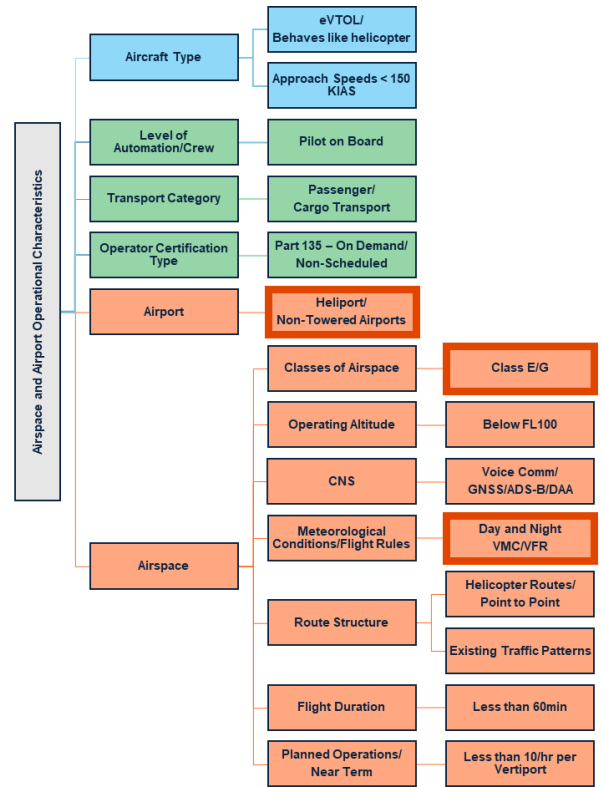 Airspace and Airport Operational Characteristics
Aircraft Type
eVTOL/
Behaves like helicopter
Approach Speeds < 150
KIAS
Level of
Automation/Crew
Pilot on Board
Transport Category
Passenger/
Cargo Transport
Operator Certification
Type
Part 135 – On Demand/
Non-Scheduled
Airport
Heliport/
Non-Towered Airports
Airspace
Classes of Airspace
Class E/G
Operating Altitude
Below FL100
CNS
Voice Comm/
GNSS/ADS-B/DAA
Meteorological
Conditions/Flight Rules
Day and Night
VMC/VFR
Route Structure
Helicopter Routes/
Point to Point
Existing Traffic Patterns
Flight Duration
Less than 60min
Planned Operations/
Near Term
Less than 10/hr per
Vertiport